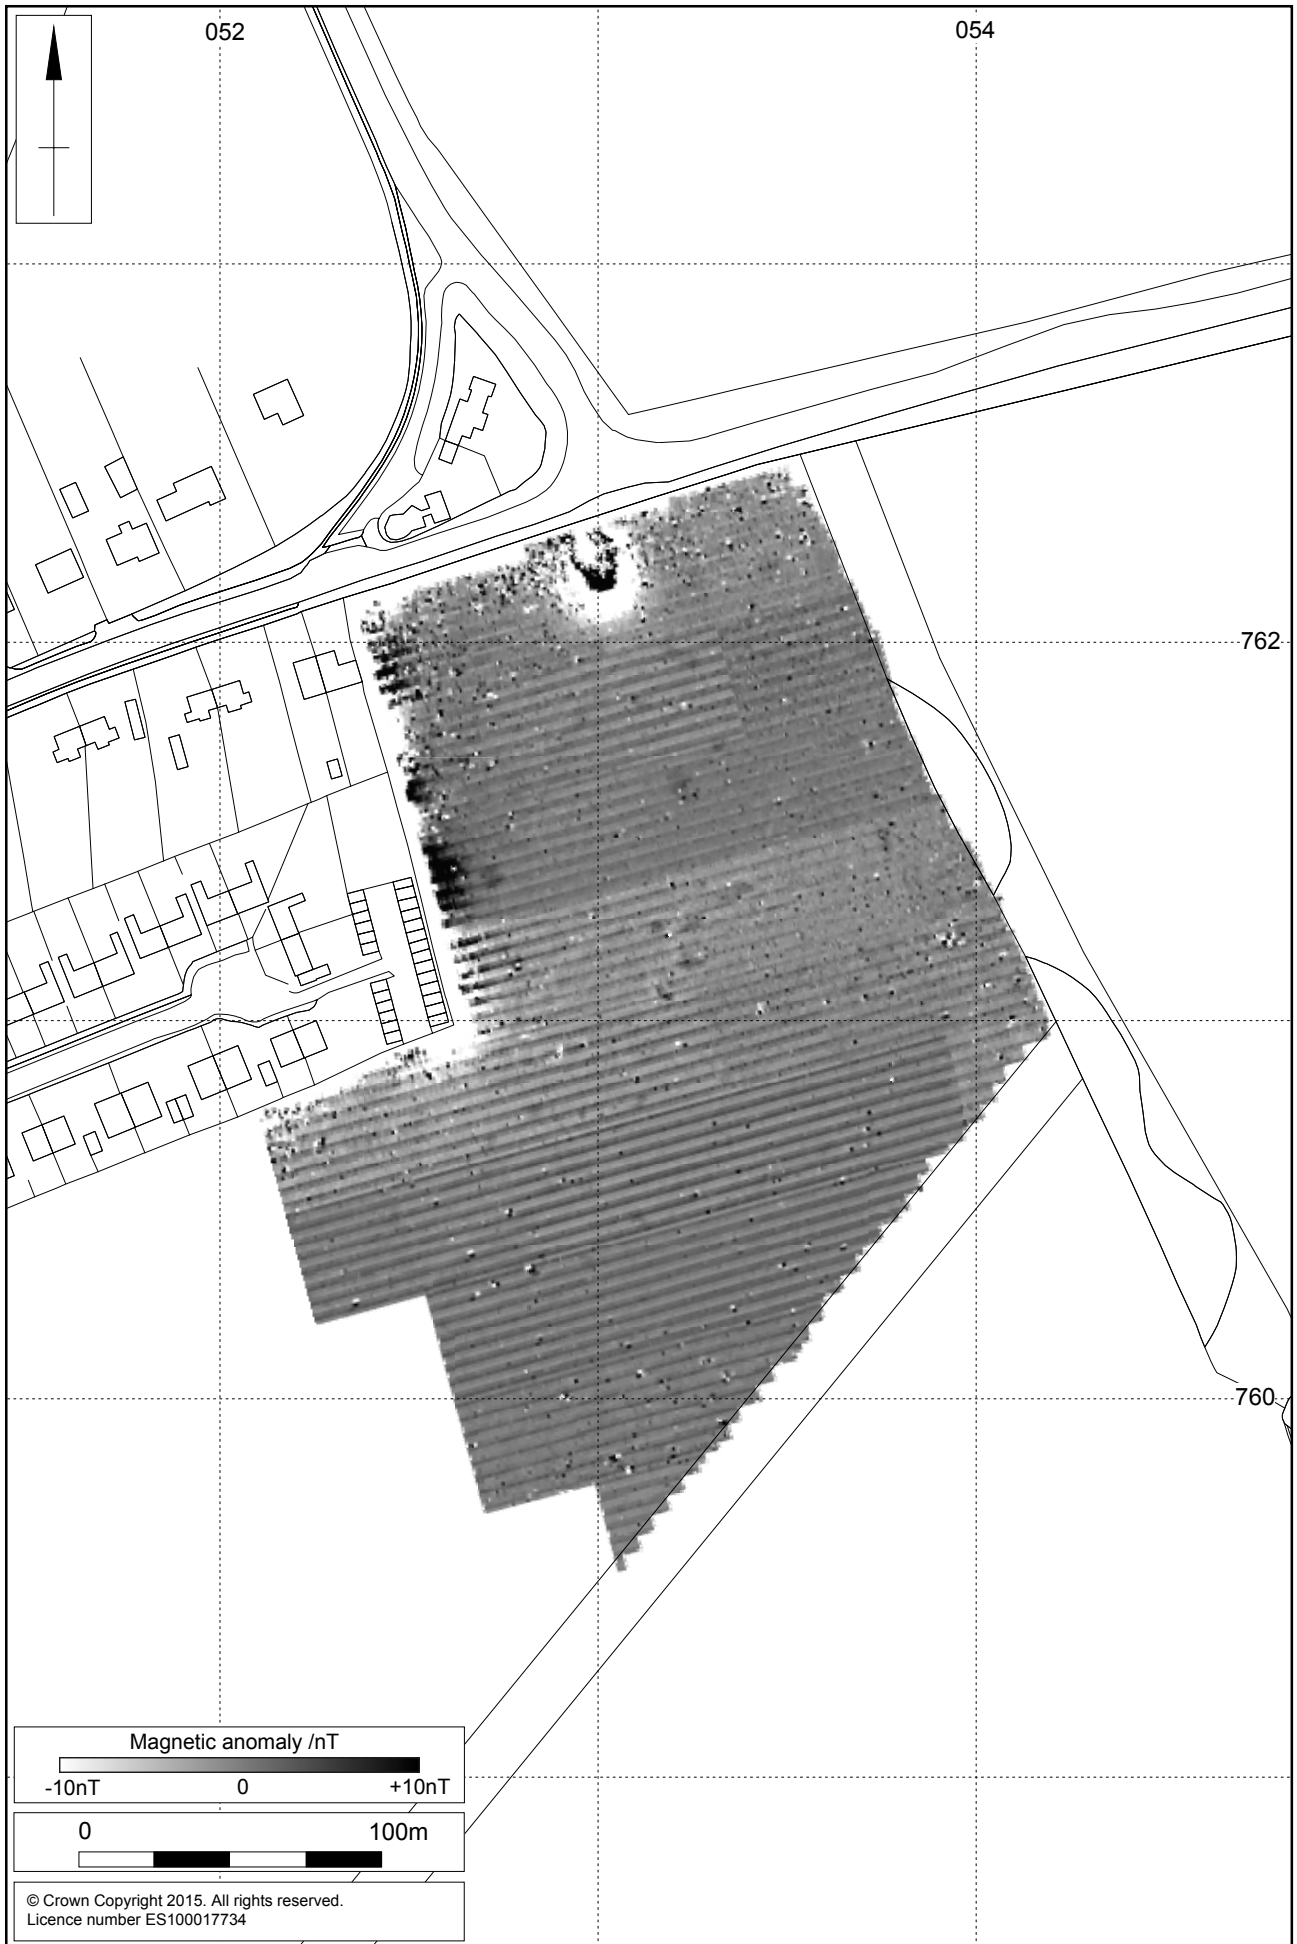 052
054
762
760
Magnetic anomaly /nT
-10nT 0 +10nT
0 100m
© Crown Copyright 2015. All rights reserved.
Licence number ES100017734